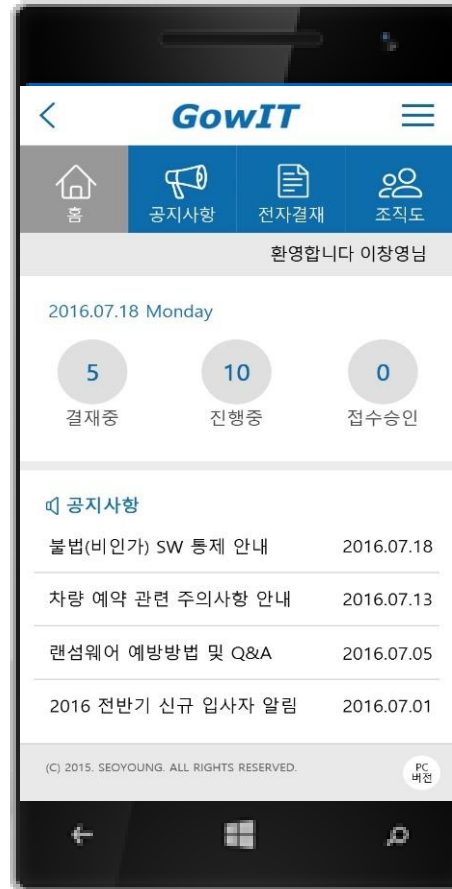 GowIT
홈 공지사항 전자결재 조직도
환영합니다 이창영님
2016.07.18 Monday
5 10 0
결재중 진행중 접수승인
공지사항
불법(비인가) SW 통제 안내 2016.07.18
차량 예약 관련 주의사항 안내 2016.07.13
랜섬웨어 예방방법 및 Q&A 2016.07.05
2016 전반기 신규 입사자 알림 2016.07.01
(C) 2015. SEOYOUNG. ALL RIGHTS RESERVED.
PC
버전